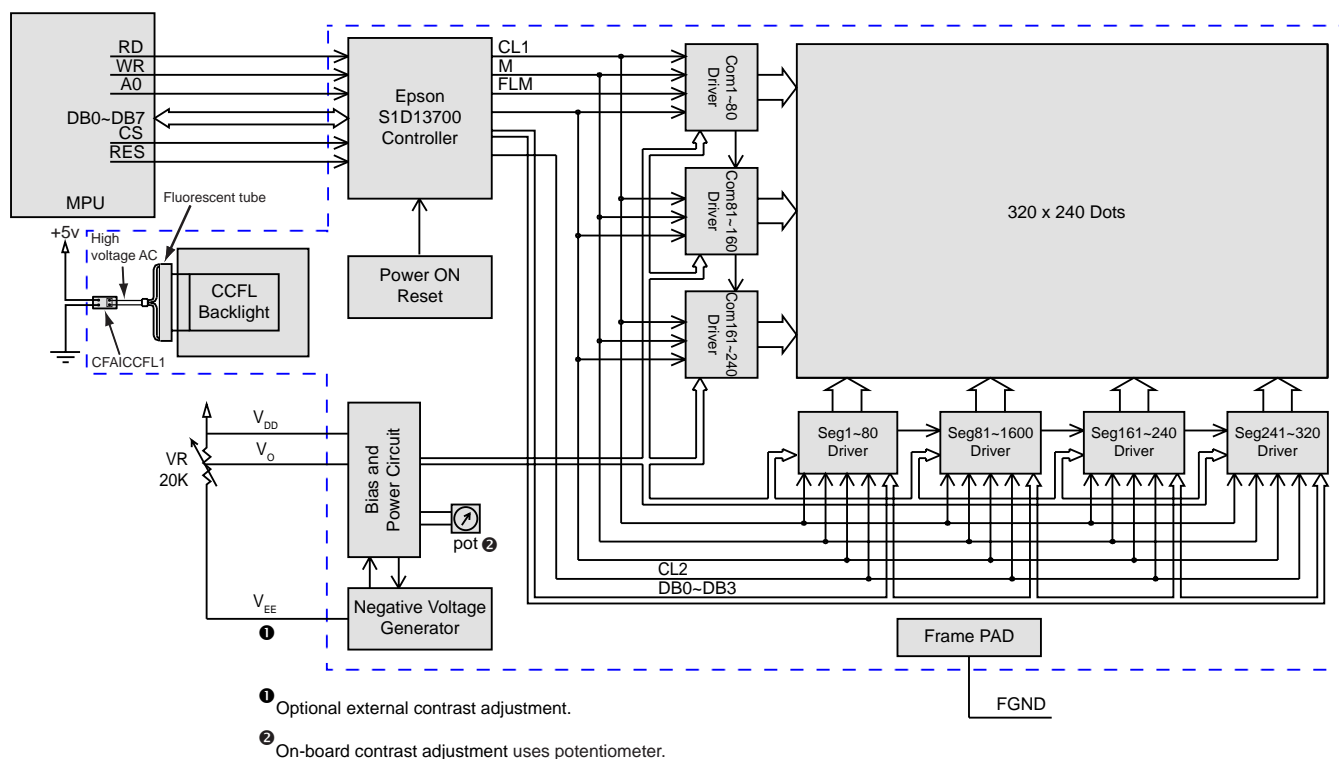 RD
WR
A0
DB0~DB7
CS
RES
MPU
Epson
S1D13700
Controller
CL1
M
FLM
Com1~80
Driver
Com81~160
Driver
Com161~240
Driver
320 x 240 Dots
Power ON
Reset
Fluorescent tube
+5v
High
voltage AC
CCFL
Backlight
CFAICCFL1
VDD
VO
VR
20K
VEE
❶
Bias and
Power Circuit
pot ❷
Negative Voltage
Generator
Seg1~80
Driver
Seg81~1600
Driver
Seg161~240
Driver
Seg241~320
Driver
CL2
DB0~DB3
Frame PAD
FGND
❶ Optional external contrast adjustment.
❷ On-board contrast adjustment uses potentiometer.